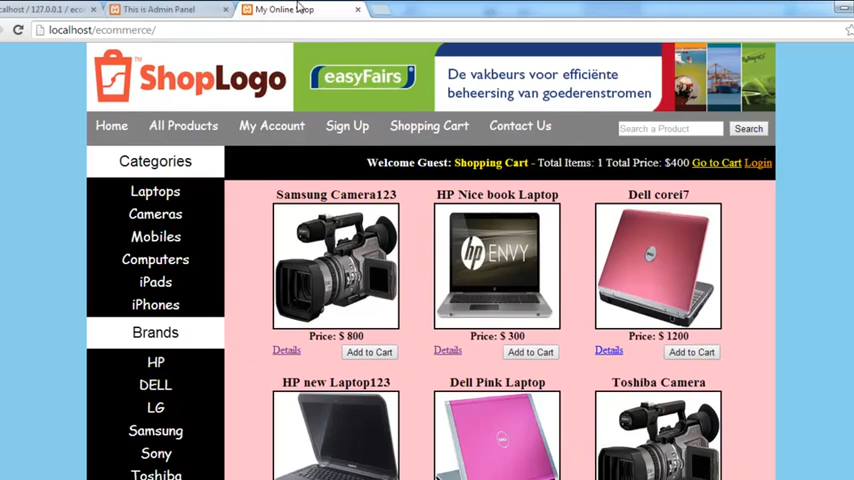 localhost / 127.0.0.1 / eco
This is Admin Panel
My Online
localhost/ecommerce/
ShopLogo
TM
easyFairs
De vakbeurs voor efficiënte
beheersing van goederenstromen
Home
All Products
My Account
Sign Up
Shopping Cart
Contact Us
Search a Product
Search
Categories
Welcome Guest: Shopping Cart - Total Items: 1 Total Price: $400 Go to Cart Login
Laptops
Cameras
Mobiles
Computers
iPads
iPhones
Brands
HP
DELL
LG
Samsung
Sony
Toshiba
Samsung Camera123
HP Nice book Laptop
Dell corei7
hp ENVY
Price: $ 800
Price: $ 300
Price: $ 1200
Details
Add to Cart
Details
Add to Cart
Details
Add to Cart
HP new Laptop123
Dell Pink Laptop
Toshiba Camera